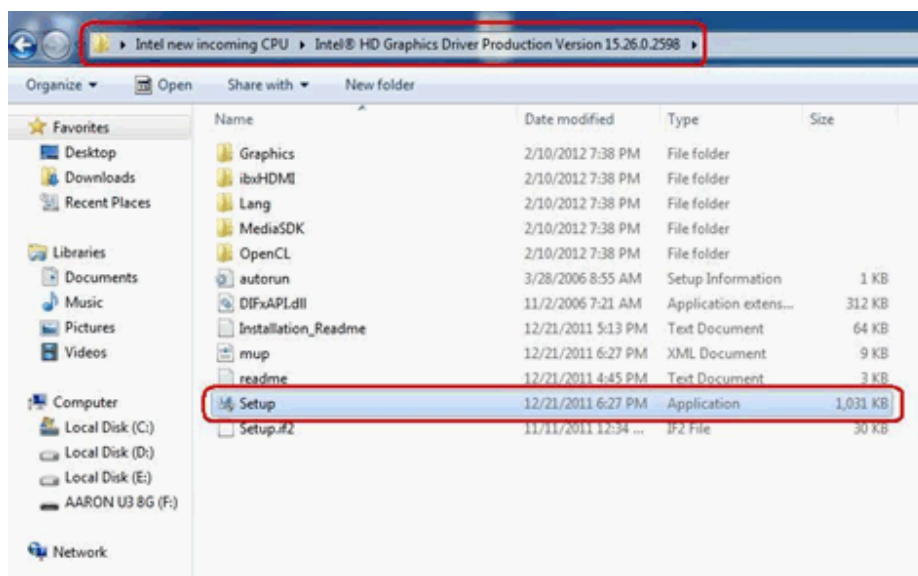 Intel new incoming CPU ▸ Intel® HD Graphics Driver Production Version 15.26.0.2598 ▸
Organize Open Share with New folder
Name Date modified Type Size
Favorites
Desktop
Downloads
Recent Places
Libraries
Documents
Music
Pictures
Videos
Computer
Local Disk (C:)
Local Disk (D:)
Local Disk (E:)
AARON U3 8G (F:)
Network
Graphics 2/10/2012 7:38 PM File folder
ibxHDMI 2/10/2012 7:38 PM File folder
Lang 2/10/2012 7:38 PM File folder
MediaSDK 2/10/2012 7:38 PM File folder
OpenCL 2/10/2012 7:38 PM File folder
autorun 3/28/2006 8:55 AM Setup Information 1 KB
DIFxAPI.dll 11/2/2006 7:21 AM Application extens... 312 KB
Installation_Readme 12/21/2011 5:13 PM Text Document 64 KB
mup 12/21/2011 6:27 PM XML Document 9 KB
readme 12/21/2011 4:45 PM Text Document 3 KB
Setup 12/21/2011 6:27 PM Application 1,031 KB
Setup.if2 11/11/2011 12:34 ... IF2 File 30 KB